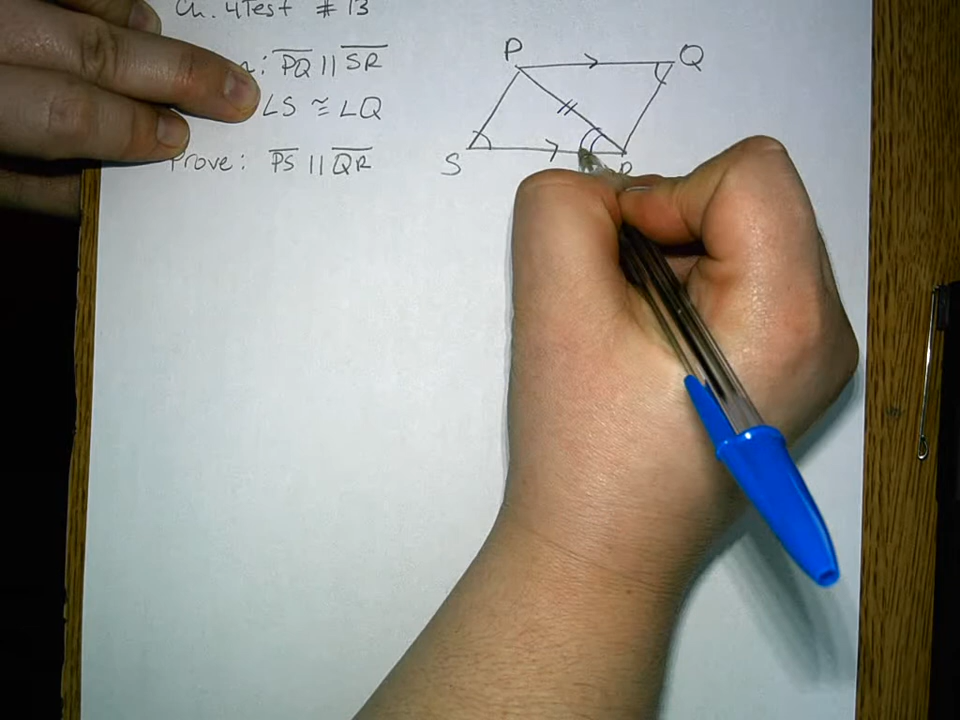 Ch. 4 Test # 13
: PQ || SR
∠S ≅ ∠Q
Prove: PS || QR
P Q
S R